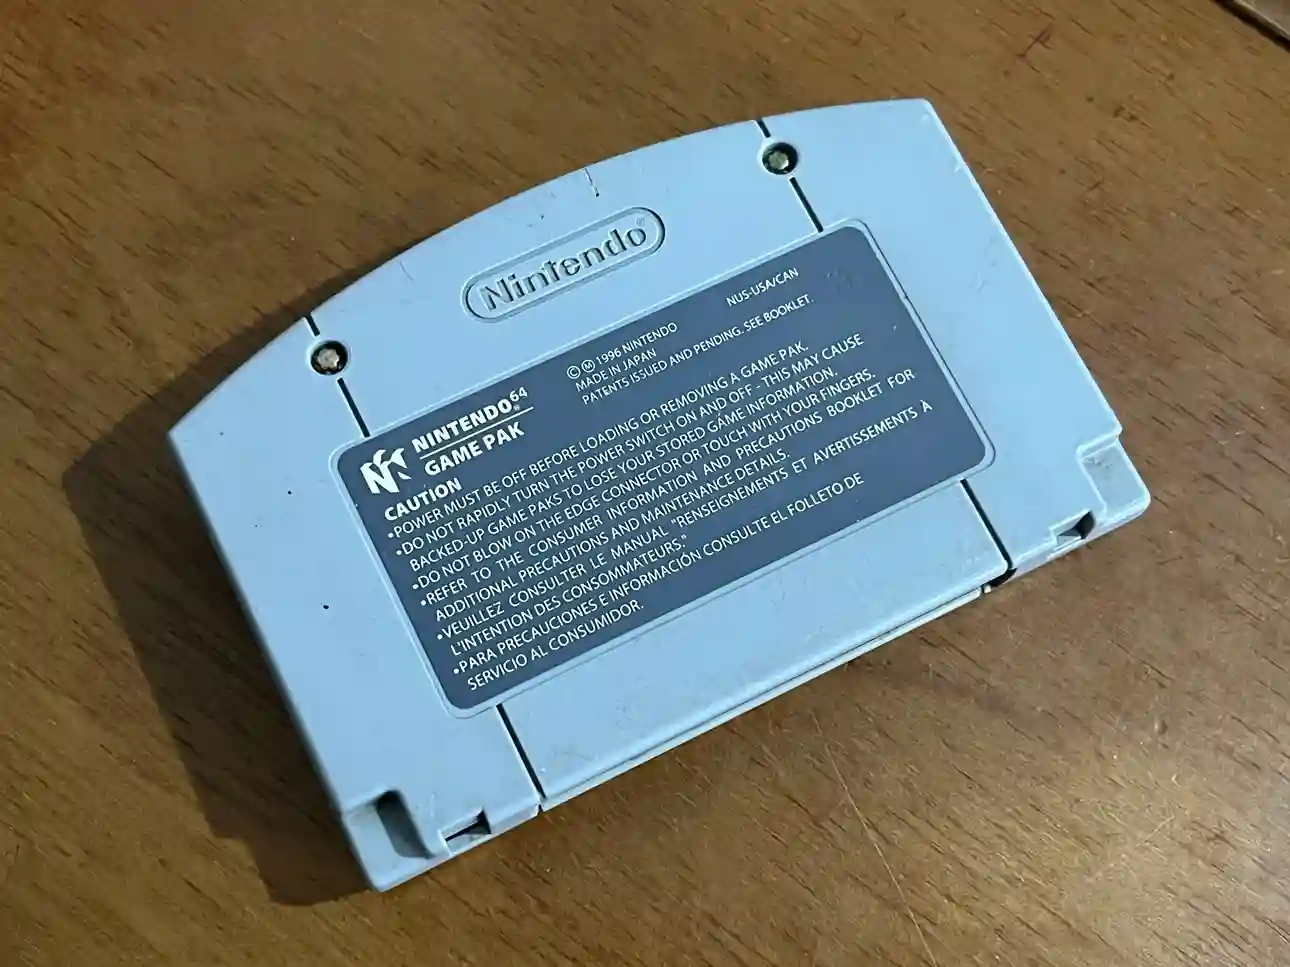 Nintendo®
NUS-USA/CAN
© Ⓜ 1996 NINTENDO
MADE IN JAPAN
PATENTS ISSUED AND PENDING. SEE BOOKLET.
NINTENDO®64
GAME PAK
CAUTION
•POWER MUST BE OFF BEFORE LOADING OR REMOVING A GAME PAK.
•DO NOT RAPIDLY TURN THE POWER SWITCH ON AND OFF - THIS MAY CAUSE
BACKED-UP GAME PAKS TO LOSE YOUR STORED GAME INFORMATION.
•DO NOT BLOW ON THE EDGE CONNECTOR OR TOUCH WITH YOUR FINGERS.
•REFER TO THE CONSUMER INFORMATION AND PRECAUTIONS BOOKLET FOR
ADDITIONAL PRECAUTIONS AND MAINTENANCE DETAILS.
•VEUILLEZ CONSULTER LE MANUAL "RENSEIGNEMENTS ET AVERTISSEMENTS À
L'INTENTION DES CONSOMMATEURS."
•PARA PRECAUCIONES E INFORMACIÓN CONSULTE EL FOLLETO DE
SERVICIO AL CONSUMIDOR.